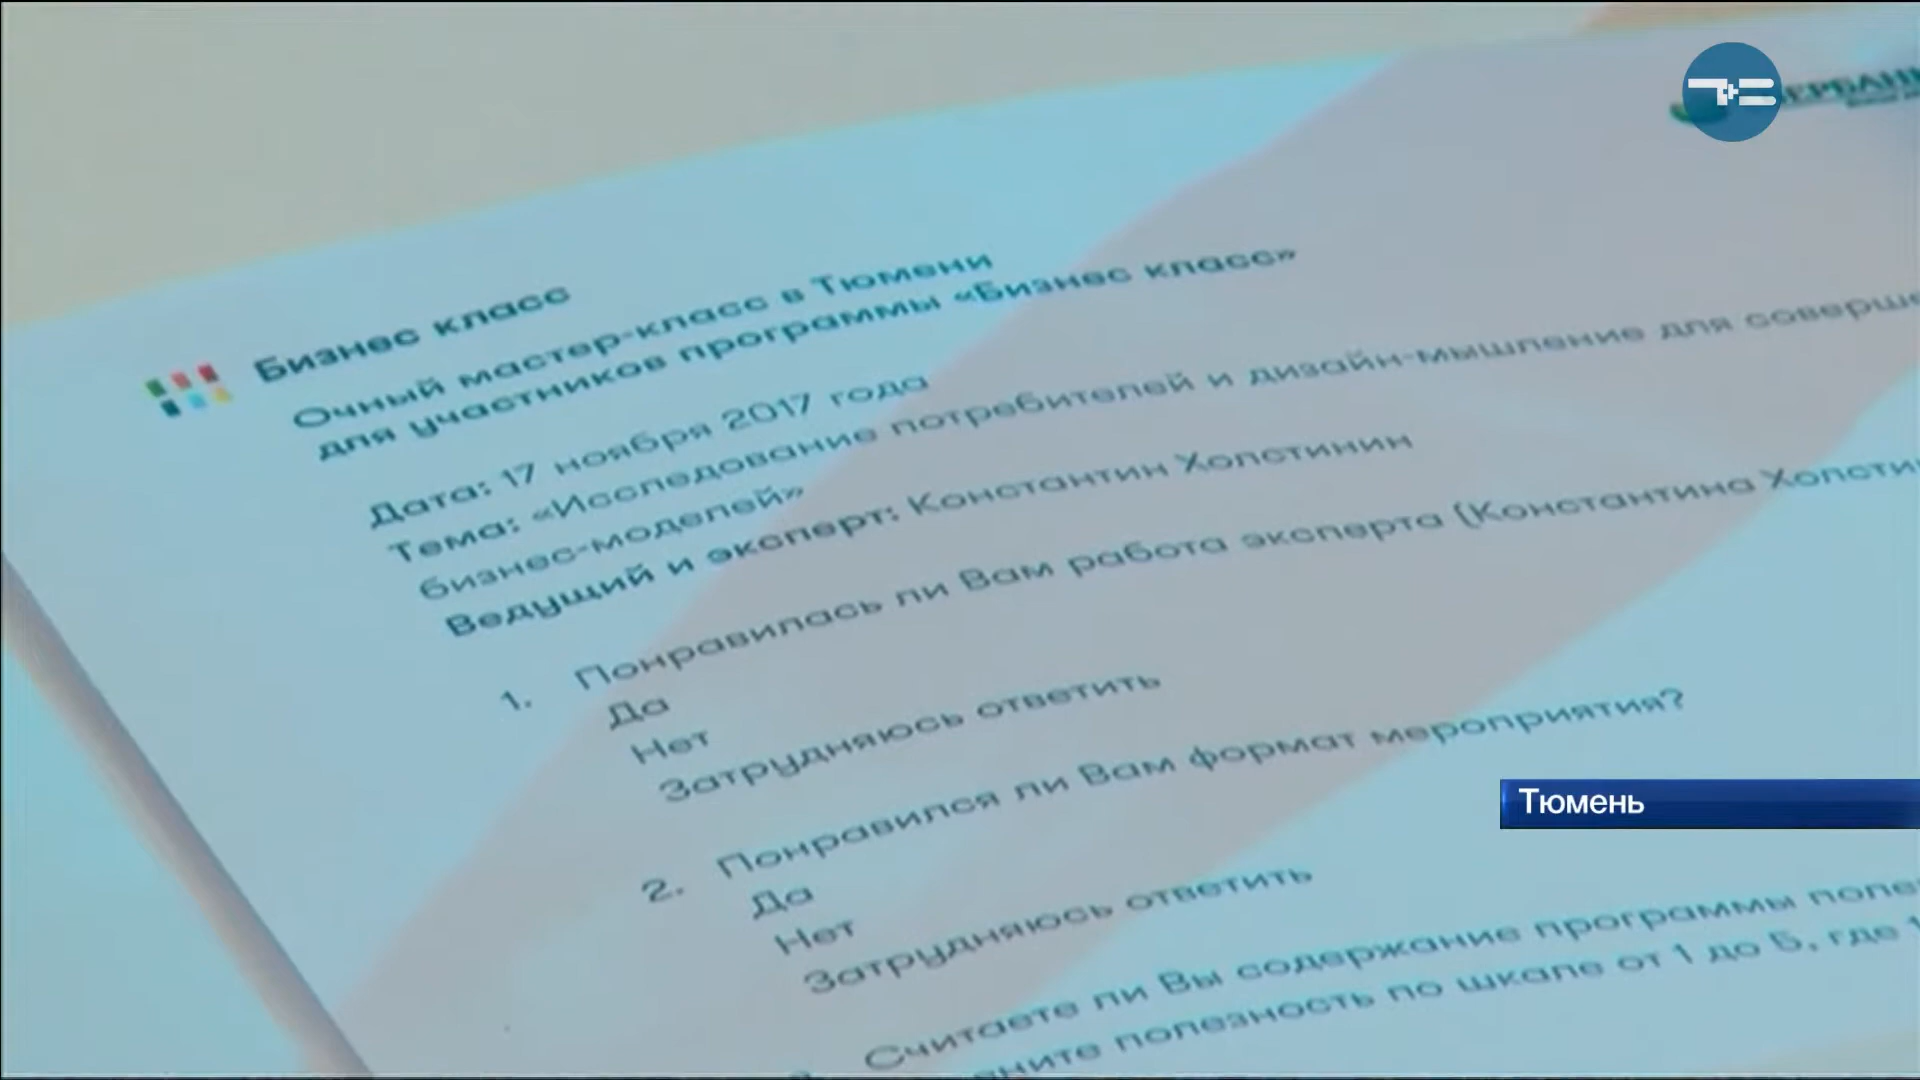 Бизнес класс
Очный мастер-класс в Тюмени
для участников программы «Бизнес класс»
Дата: 17 ноября 2017 года
Тема: «Исследование потребителей и дизайн-мышление для соверше
бизнес-моделей»
Ведущий и эксперт: Константин Холстинин
1. Понравилась ли Вам работа эксперта (Константина Холсти
Да
Нет
Затрудняюсь ответить
2. Понравился ли Вам формат мероприятия?
Да
Нет
Затрудняюсь ответить
Считаете ли Вы содержание программы
полезность по шкале от 1 до 5, где 1
Тюмень